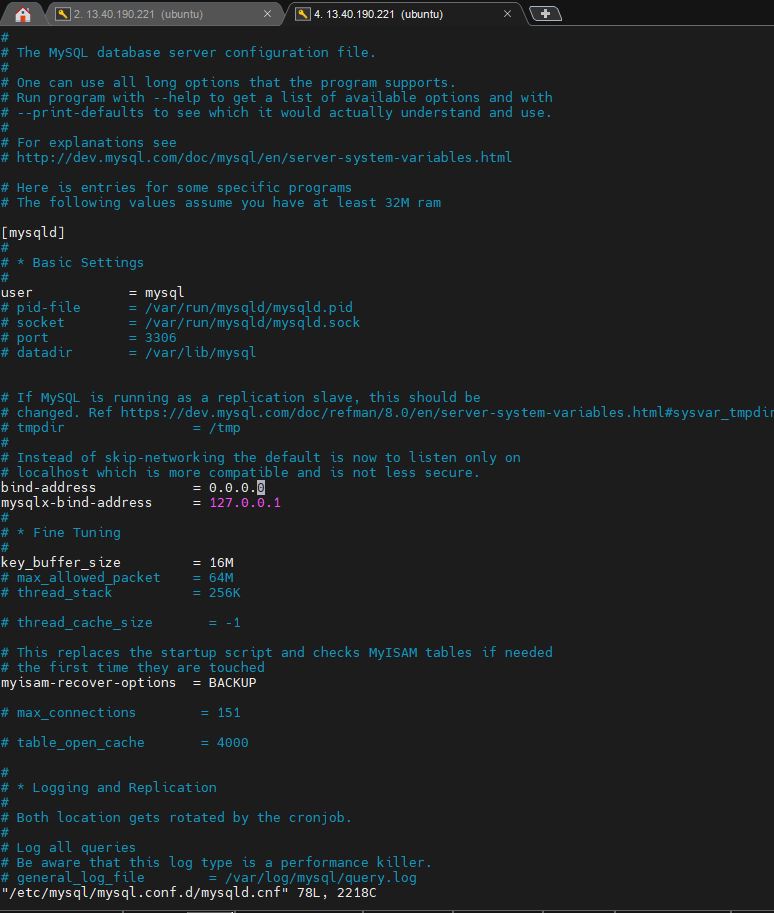 2. 13.40.190.221 (ubuntu)
4. 13.40.190.221 (ubuntu)
#
# The MySQL database server configuration file.
#
# One can use all long options that the program supports.
# Run program with --help to get a list of available options and with
# --print-defaults to see which it would actually understand and use.
#
# For explanations see
# http://dev.mysql.com/doc/mysql/en/server-system-variables.html
# Here is entries for some specific programs
# The following values assume you have at least 32M ram
[mysqld]
#
# * Basic Settings
#
user            = mysql
# pid-file      = /var/run/mysqld/mysqld.pid
# socket        = /var/run/mysqld/mysqld.sock
# port          = 3306
# datadir       = /var/lib/mysql
# If MySQL is running as a replication slave, this should be
# changed. Ref https://dev.mysql.com/doc/refman/8.0/en/server-system-variables.html#sysvar_tmpdir
# tmpdir                = /tmp
#
# Instead of skip-networking the default is now to listen only on
# localhost which is more compatible and is not less secure.
bind-address            = 0.0.0.0
mysqlx-bind-address     = 127.0.0.1
#
# * Fine Tuning
#
key_buffer_size         = 16M
# max_allowed_packet    = 64M
# thread_stack          = 256K
# thread_cache_size       = -1
# This replaces the startup script and checks MyISAM tables if needed
# the first time they are touched
myisam-recover-options  = BACKUP
# max_connections        = 151
# table_open_cache       = 4000
#
# * Logging and Replication
#
# Both location gets rotated by the cronjob.
#
# Log all queries
# Be aware that this log type is a performance killer.
# general_log_file        = /var/log/mysql/query.log
"/etc/mysql/mysql.conf.d/mysqld.cnf" 78L, 2218C